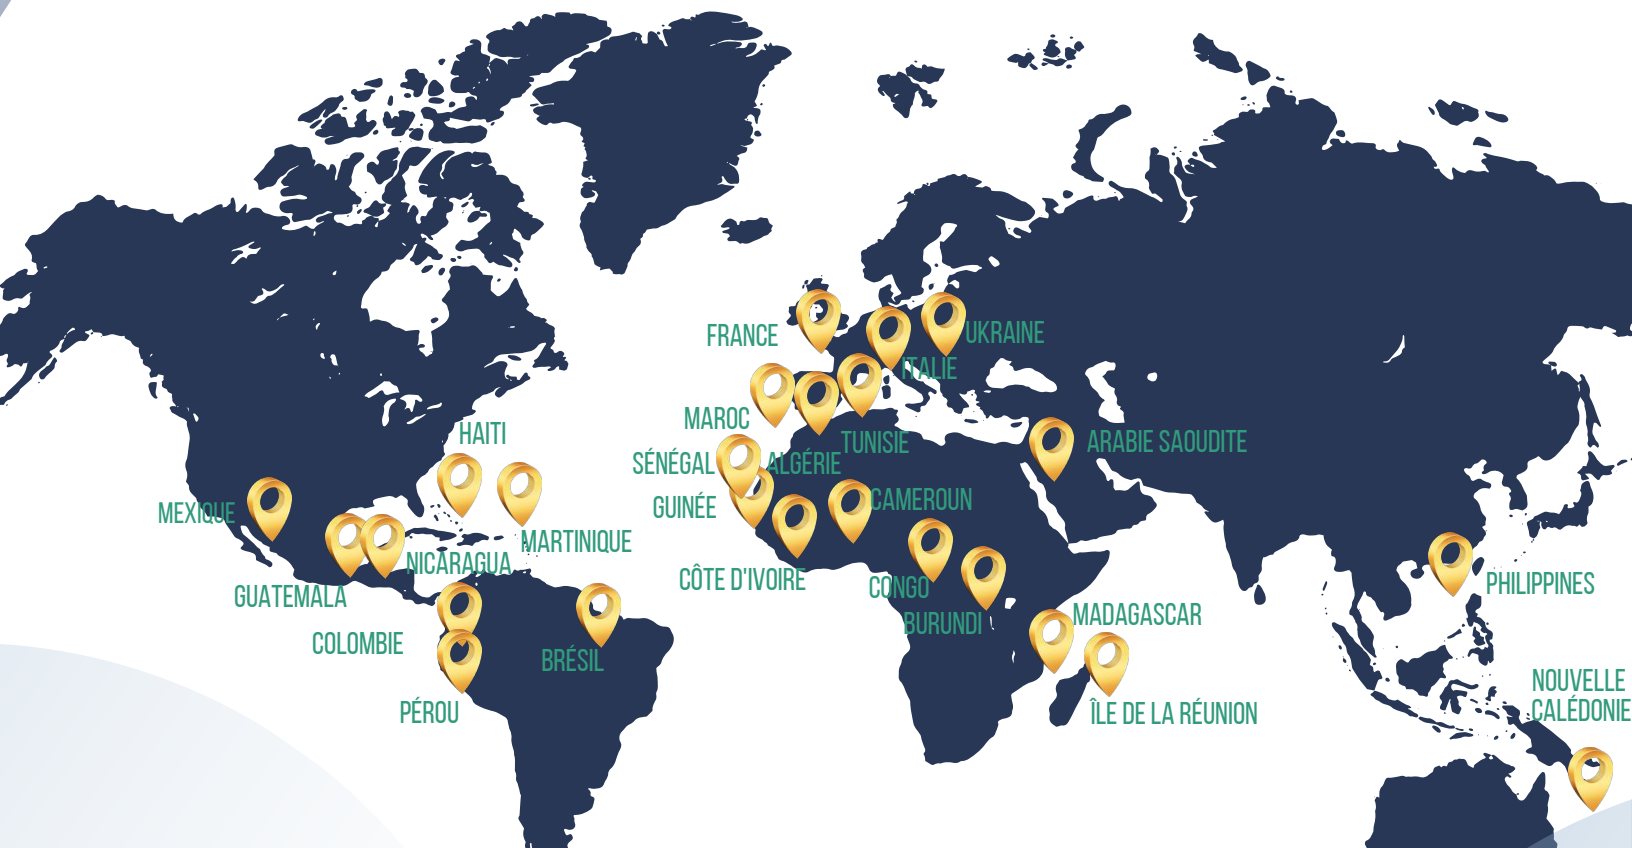 FRANCE
UKRAINE
ITALIE
MAROC
HAITI
TUNISIE
ARABIE SAOUDITE
SÉNÉGAL
ALGÉRIE
MEXIQUE
GUINÉE
CAMEROUN
MARTINIQUE
NICARAGUA
GUATEMALA
CÔTE D'IVOIRE
CONGO
PHILIPPINES
BURUNDI
MADAGASCAR
COLOMBIE
BRÉSIL
PÉROU
ÎLE DE LA RÉUNION
NOUVELLE
CALÉDONIE